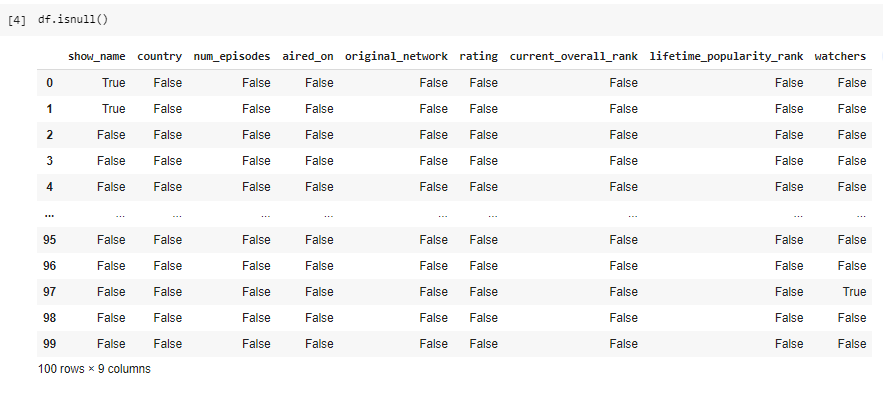 [4] df.isnull()
show_name country num_episodes aired_on original_network rating current_overall_rank lifetime_popularity_rank watchers
0 True False False False False False False False False
1 True False False False False False False False False
2 False False False False False False False False False
3 False False False False False False False False False
4 False False False False False False False False False
... ... ... ... ... ... ... ... ... ...
95 False False False False False False False False False
96 False False False False False False False False False
97 False False False False False False False False True
98 False False False False False False False False False
99 False False False False False False False False False
100 rows × 9 columns